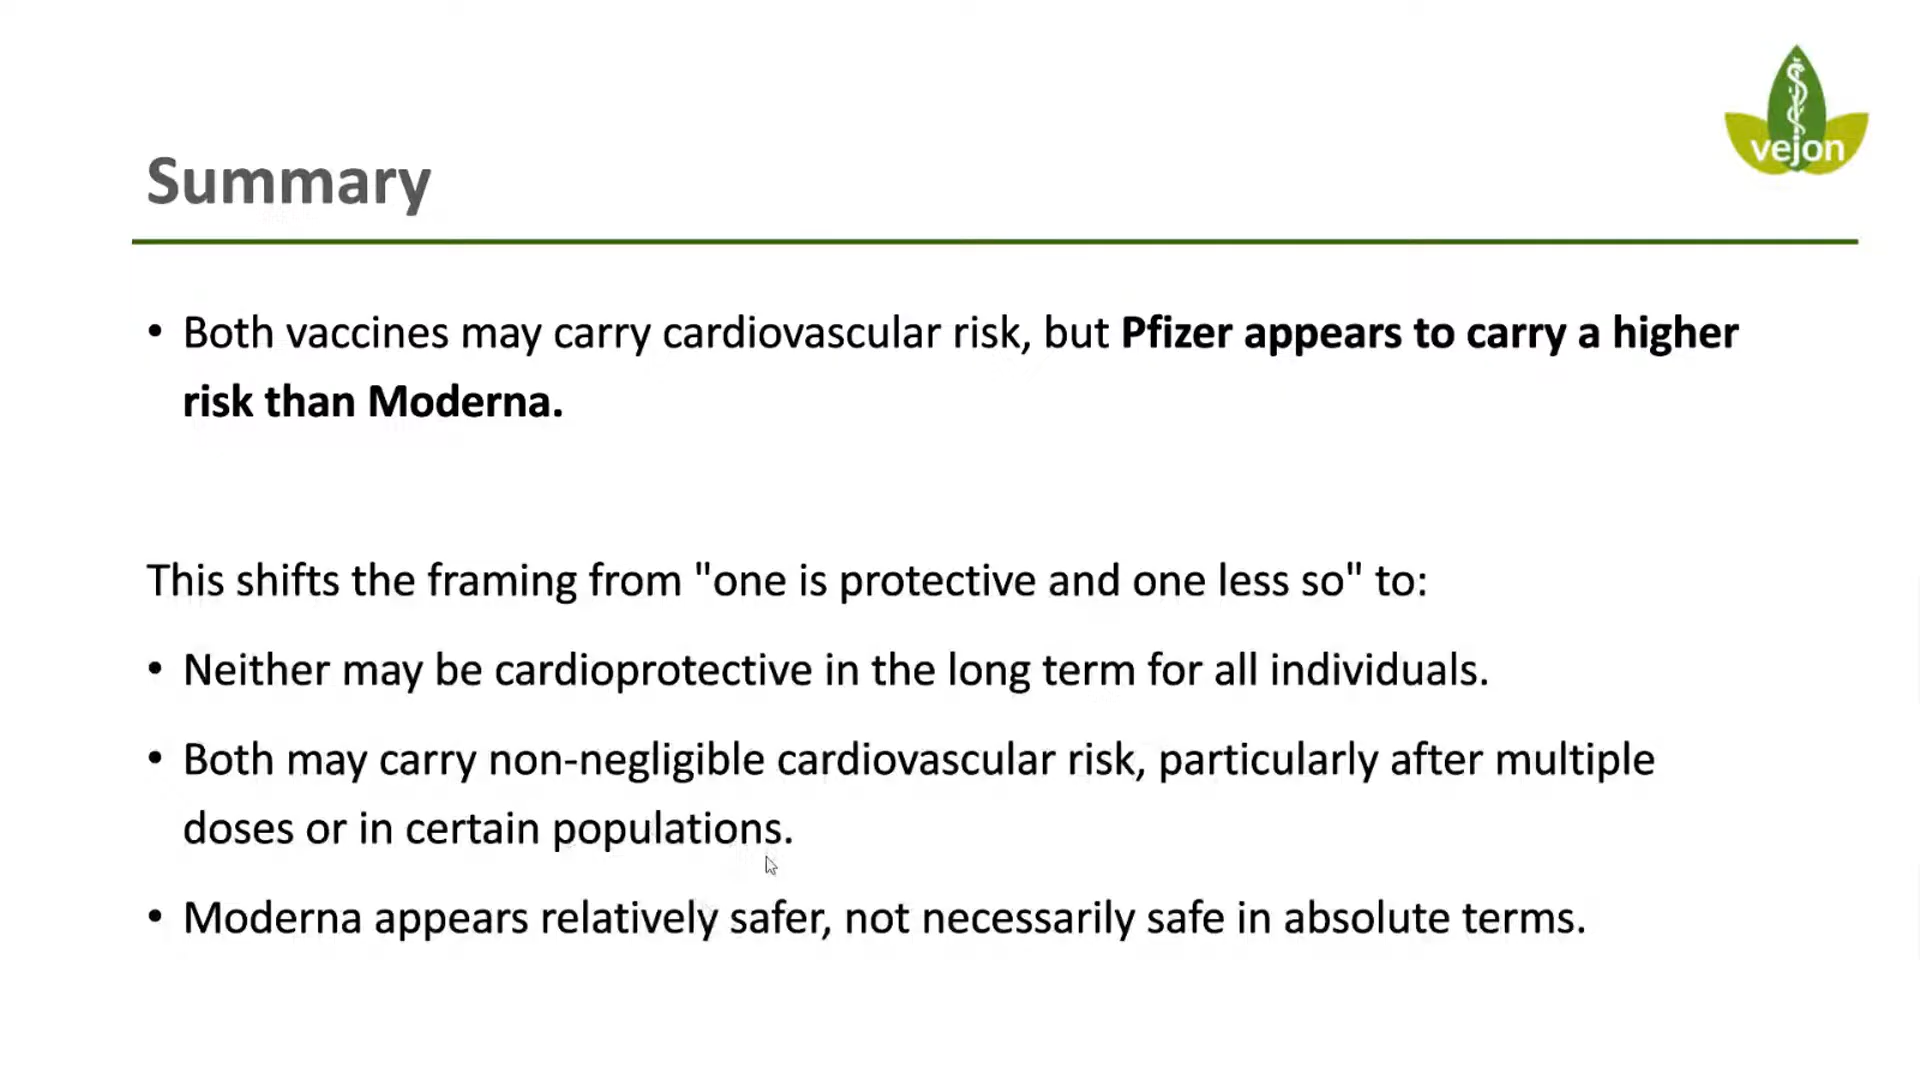 vejon
Summary
• Both vaccines may carry cardiovascular risk, but Pfizer appears to carry a higher
risk than Moderna.
This shifts the framing from "one is protective and one less so" to:
• Neither may be cardioprotective in the long term for all individuals.
• Both may carry non-negligible cardiovascular risk, particularly after multiple
doses or in certain populations.
• Moderna appears relatively safer, not necessarily safe in absolute terms.